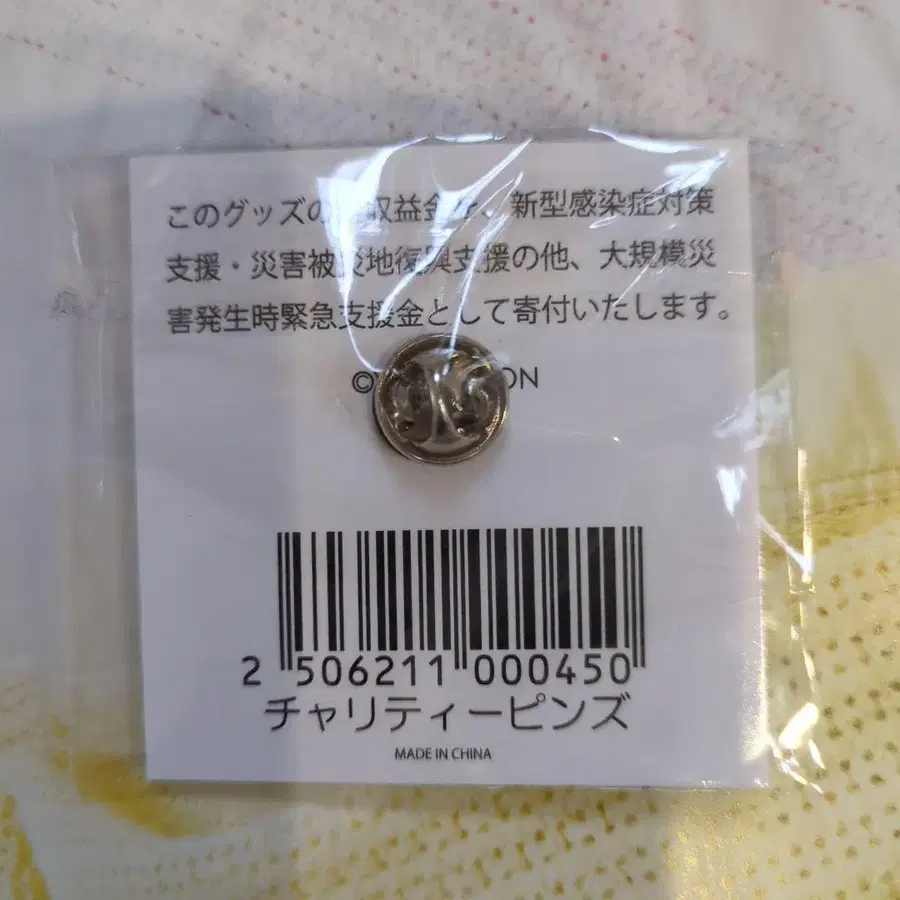 このグッズの 収益金は、新型感染症対策
支援・災害被災地復興支援の他、大規模災
害発生時緊急支援金として寄付いたします。
©
ON
2 506211 000450
チャリティーピンズ
MADE IN CHINA